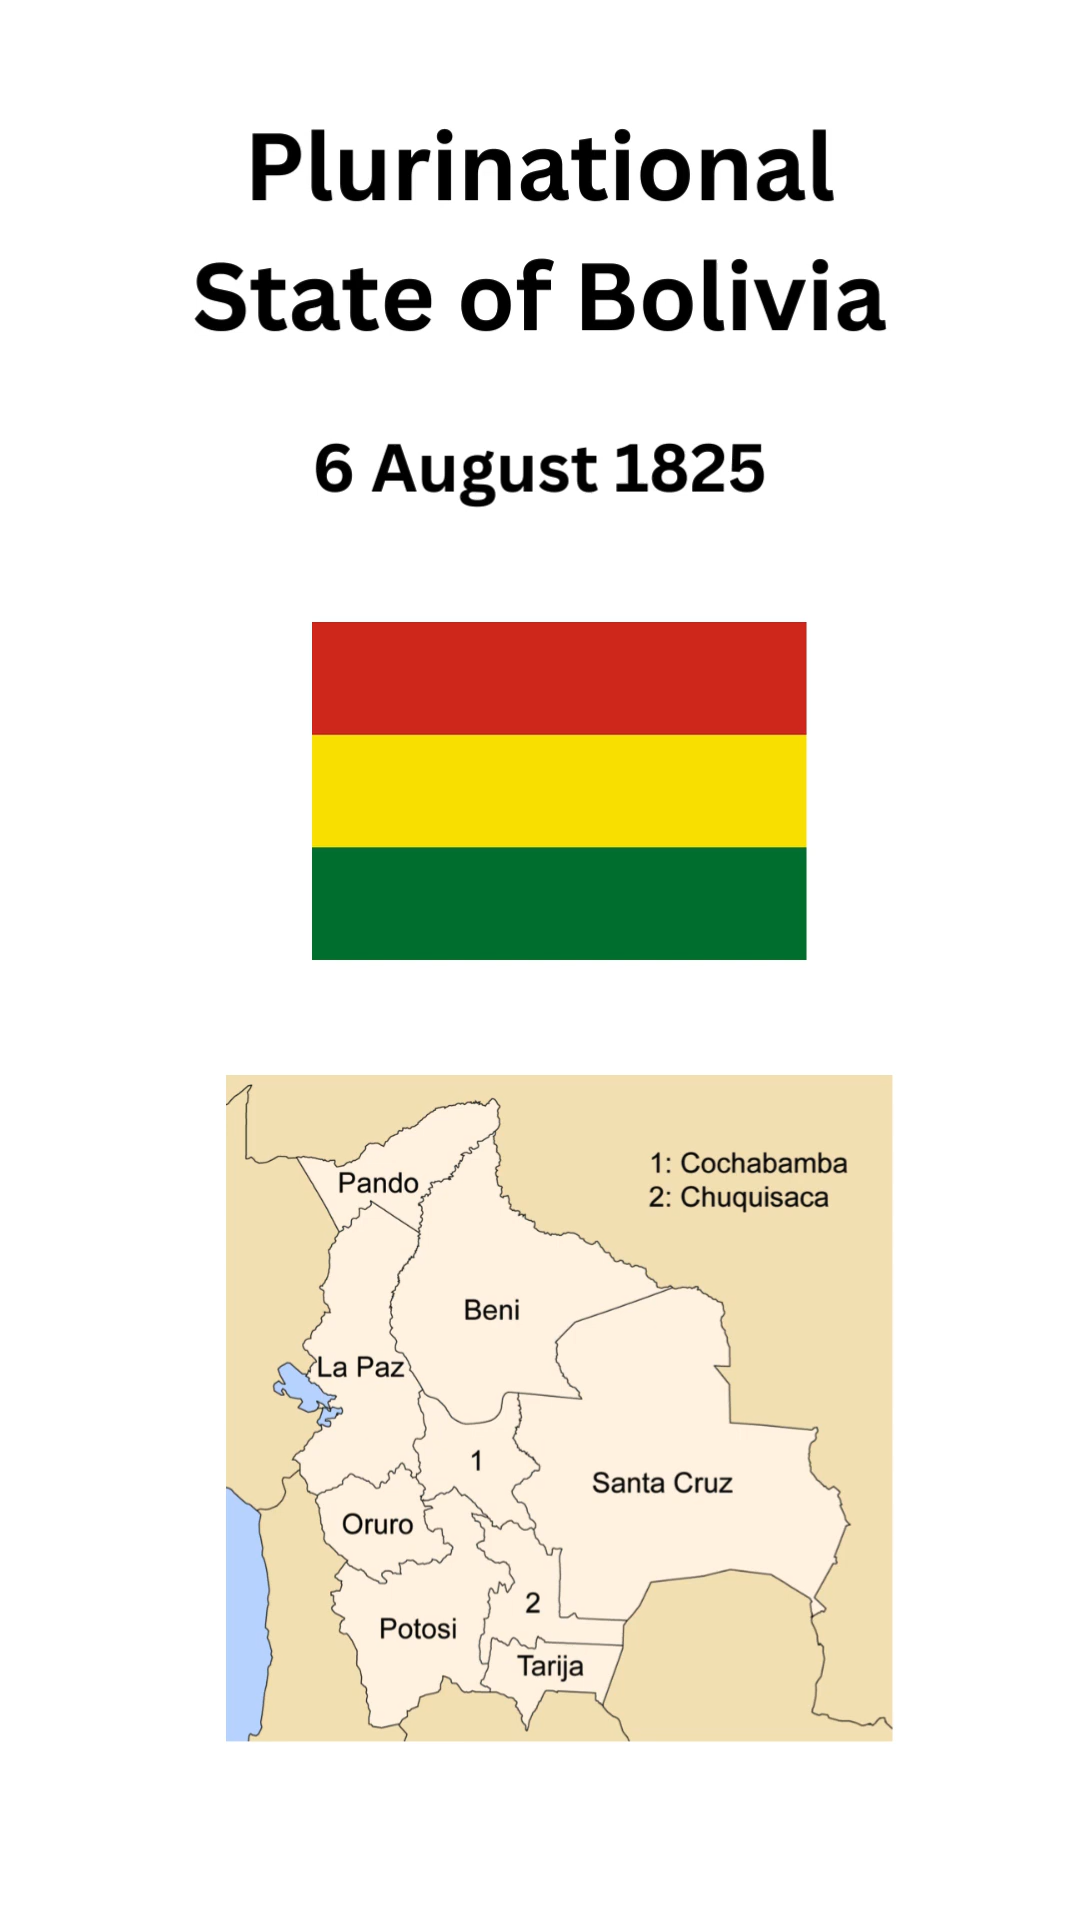 Plurinational
State of Bolivia
6 August 1825
1: Cochabamba
2: Chuquisaca
Pando
Beni
La Paz
1
Santa Cruz
Oruro
2
Potosi
Tarija